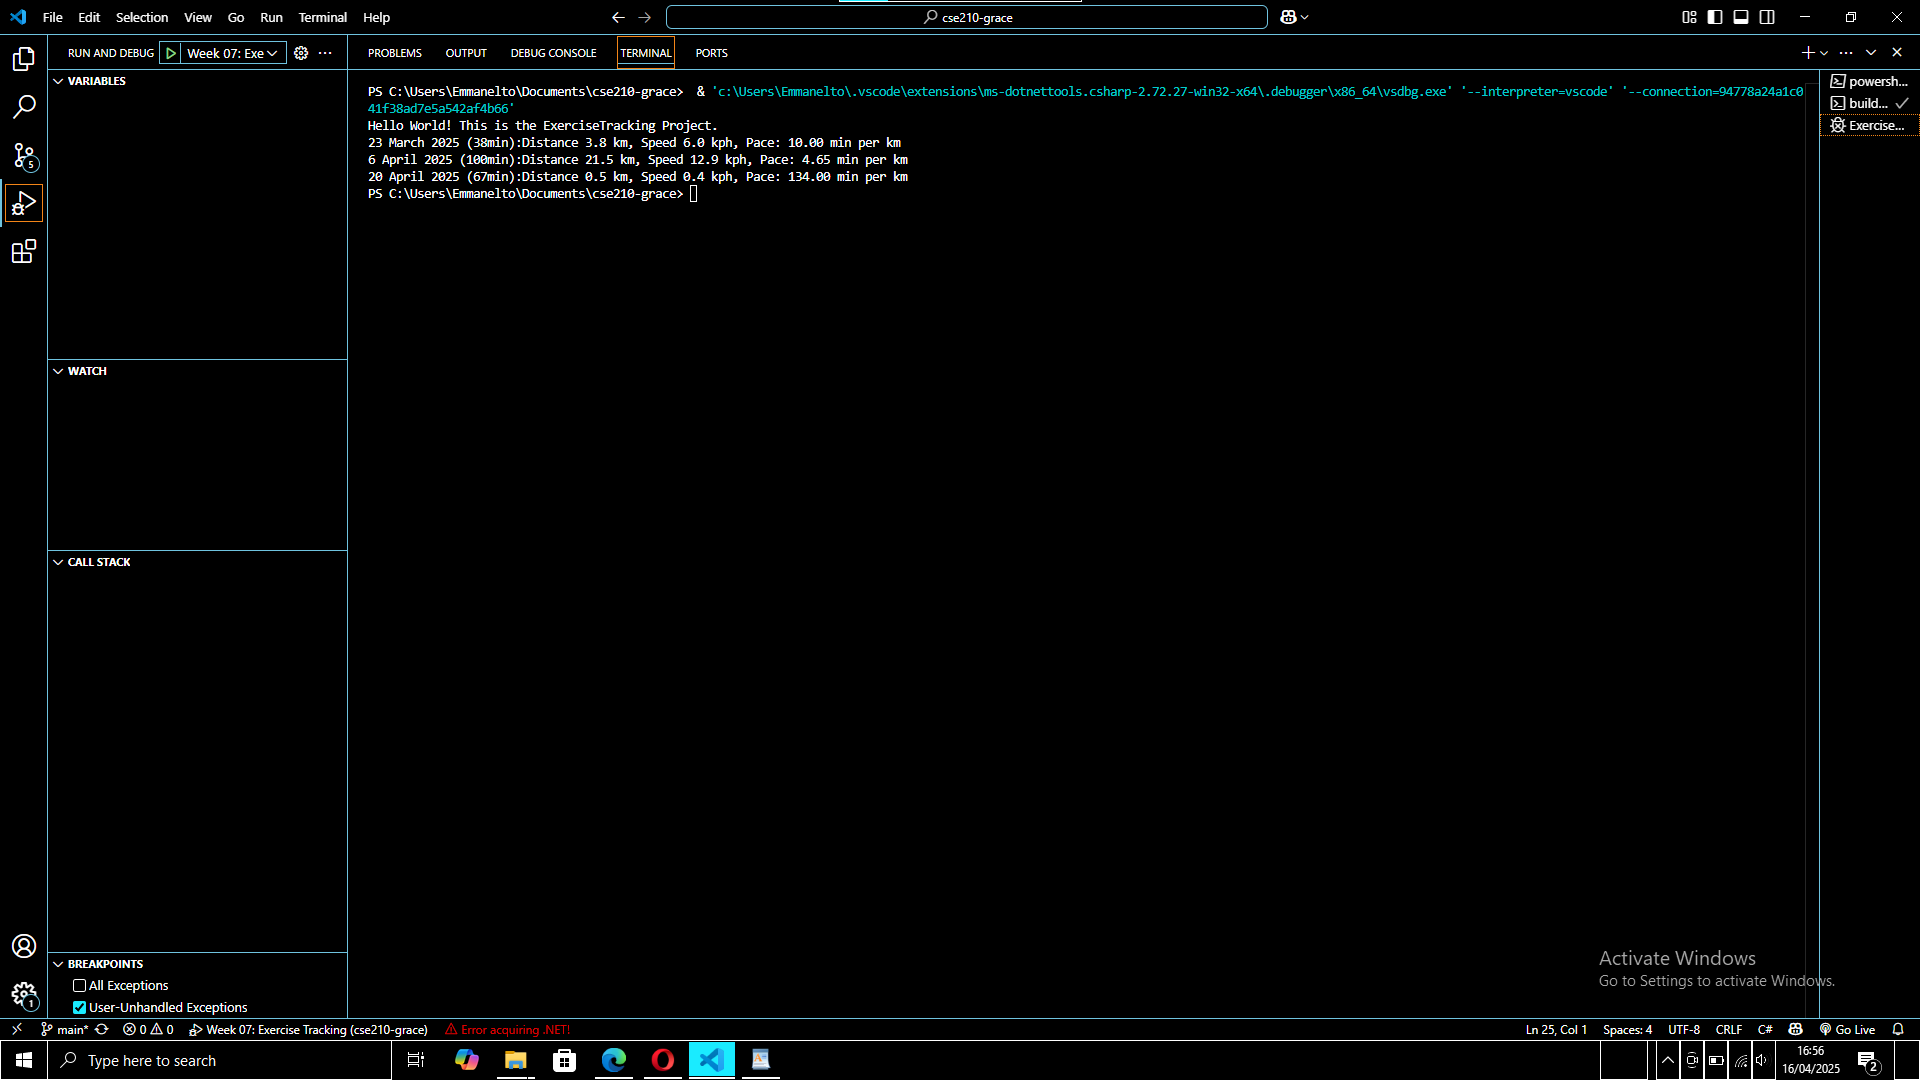 File Edit Selection View Go Run Terminal Help
cse210-grace
RUN AND DEBUG
Week 07: Exe
PROBLEMS OUTPUT DEBUG CONSOLE TERMINAL PORTS
VARIABLES
WATCH
CALL STACK
BREAKPOINTS
All Exceptions
User-Unhandled Exceptions
5
1
PS C:\Users\Emmanelto\Documents\cse210-grace>  & 'c:\Users\Emmanelto\.vscode\extensions\ms-dotnettools.csharp-2.72.27-win32-x64\.debugger\x86_64\vsdbg.exe' '--interpreter=vscode' '--connection=94778a24a1c0
41f38ad7e5a542af4b66'
Hello World! This is the ExerciseTracking Project.
23 March 2025 (38min):Distance 3.8 km, Speed 6.0 kph, Pace: 10.00 min per km
6 April 2025 (100min):Distance 21.5 km, Speed 12.9 kph, Pace: 4.65 min per km
20 April 2025 (67min):Distance 0.5 km, Speed 0.4 kph, Pace: 134.00 min per km
PS C:\Users\Emmanelto\Documents\cse210-grace>
powersh...
build...
Exercise...
Activate Windows
Go to Settings to activate Windows.
main* 0 0 Week 07: Exercise Tracking (cse210-grace) Error acquiring .NET!
Ln 25, Col 1 Spaces: 4 UTF-8 CRLF C# Go Live
Type here to search
16:56
16/04/2025
2